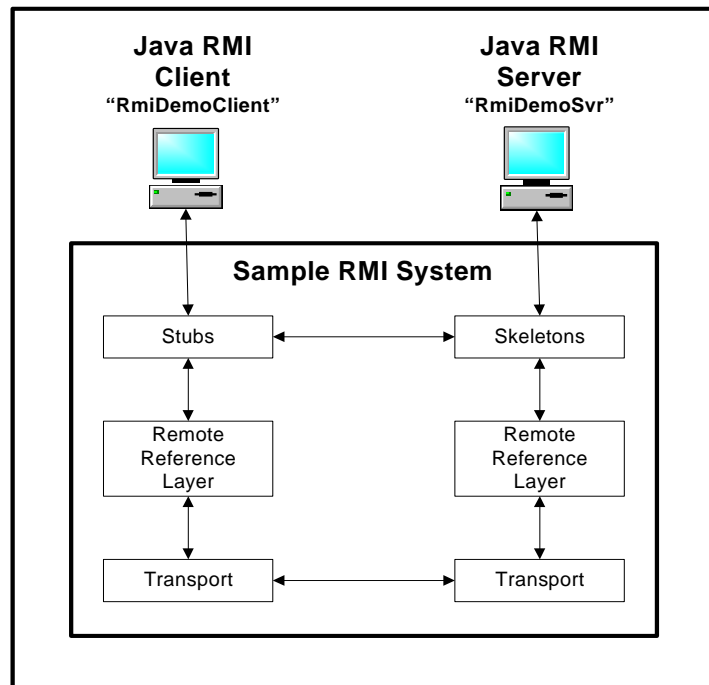 Java RMI
Client
“RmiDemoClient”
Java RMI
Server
“RmiDemoSvr”
Sample RMI System
Stubs
Skeletons
Remote
Reference
Layer
Remote
Reference
Layer
Transport
Transport